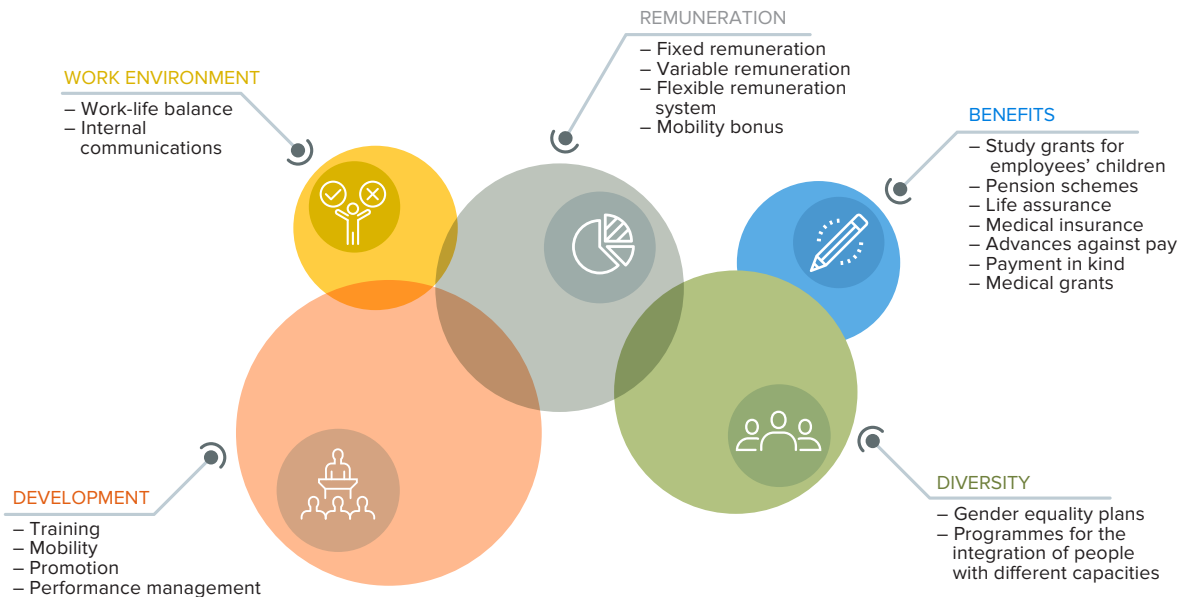 REMUNERATION
– Fixed remuneration
– Variable remuneration
– Flexible remuneration
system
– Mobility bonus
WORK ENVIRONMENT
– Work-life balance
– Internal
communications
BENEFITS
– Study grants for
employees’ children
– Pension schemes
– Life assurance
– Medical insurance
– Advances against pay
– Payment in kind
– Medical grants
DEVELOPMENT
– Training
– Mobility
– Promotion
– Performance management
DIVERSITY
– Gender equality plans
– Programmes for the
integration of people
with different capacities